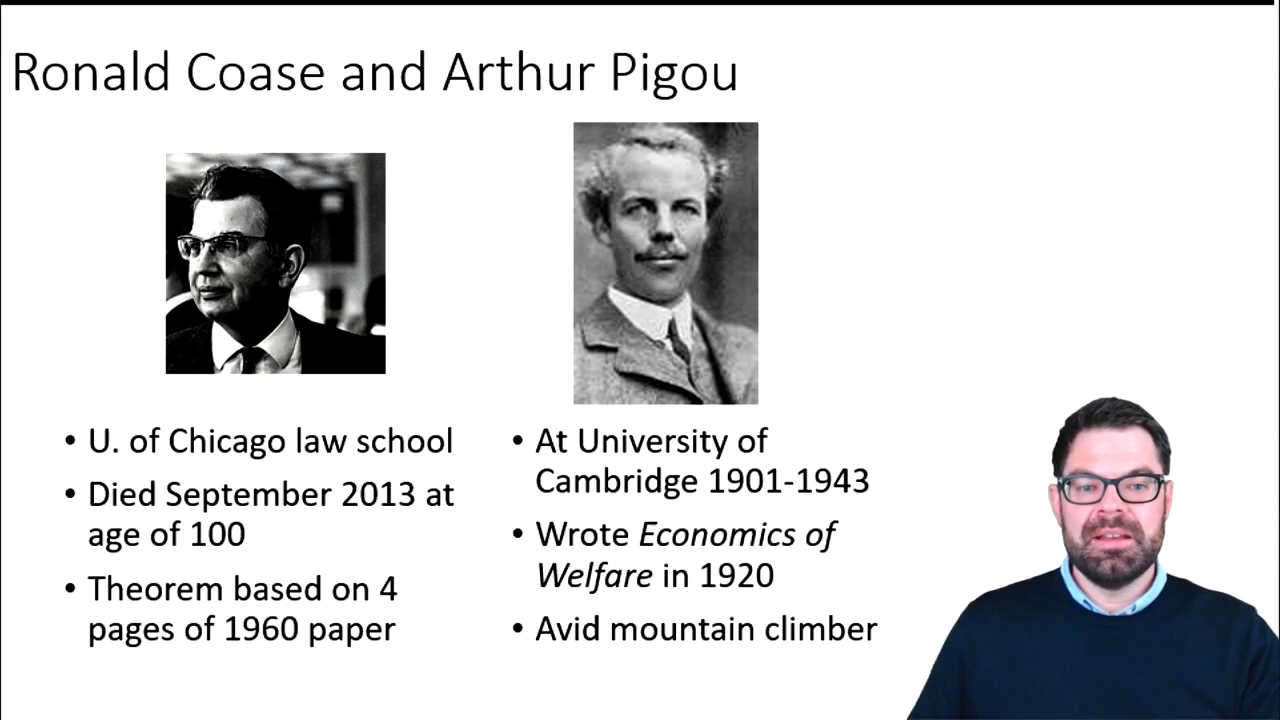 Ronald Coase and Arthur Pigou
• U. of Chicago law school
• Died September 2013 at
age of 100
• Theorem based on 4
pages of 1960 paper
• At University of
Cambridge 1901-1943
• Wrote Economics of
Welfare in 1920
• Avid mountain climber